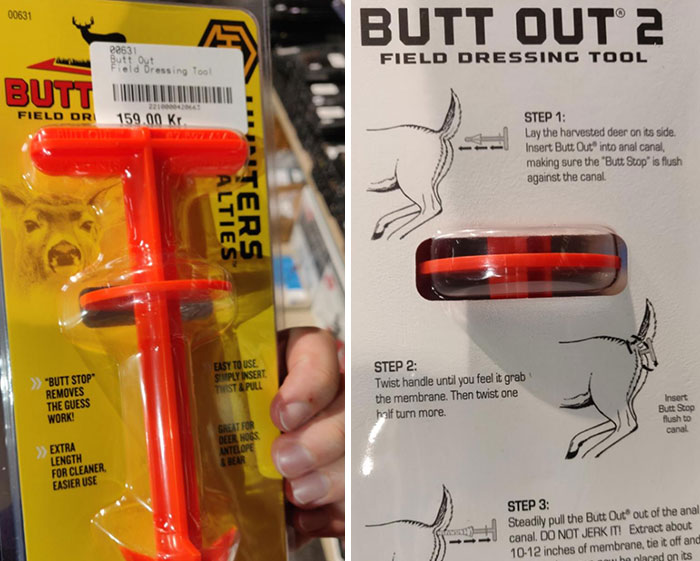 00631
00631
Butt Out
Field Dressing Tool
159,00 Kr.
BUTT
FIELD
HUNTERS
ALTIES
»
"BUTT STOP"
REMOVES
THE GUESS
WORK!
»
EXTRA
LENGTH
FOR CLEANER,
EASIER USE
EASY TO USE.
SIMPLY INSERT,
TWIST & PULL
GREAT FOR
DEER, HOGS,
ANTELOPE
& BEAR
BUTT OUT® 2
FIELD DRESSING TOOL
STEP 1:
Lay the harvested deer on its side.
Insert Butt Out® into anal canal,
making sure the "Butt Stop" is flush
against the canal.
STEP 2:
Twist handle until you feel it grab
the membrane. Then twist one
half turn more.
Insert
Butt Stop
flush to
canal.
STEP 3:
Steadily pull the Butt Out® out of the anal
canal. DO NOT JERK IT! Extract about
10-12 inches of membrane, tie it off and
be placed on its